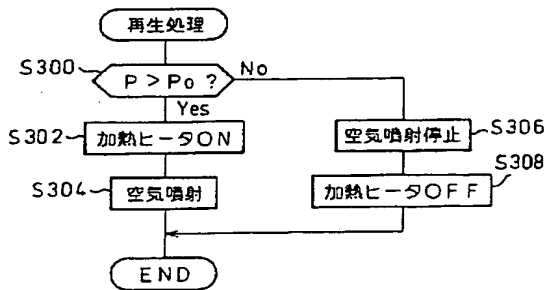 再生処理
S300
P > Po ?
No
Yes
S302
加熱ヒータON
空気噴射停止
S306
S304
空気噴射
加熱ヒータOFF
S308
END